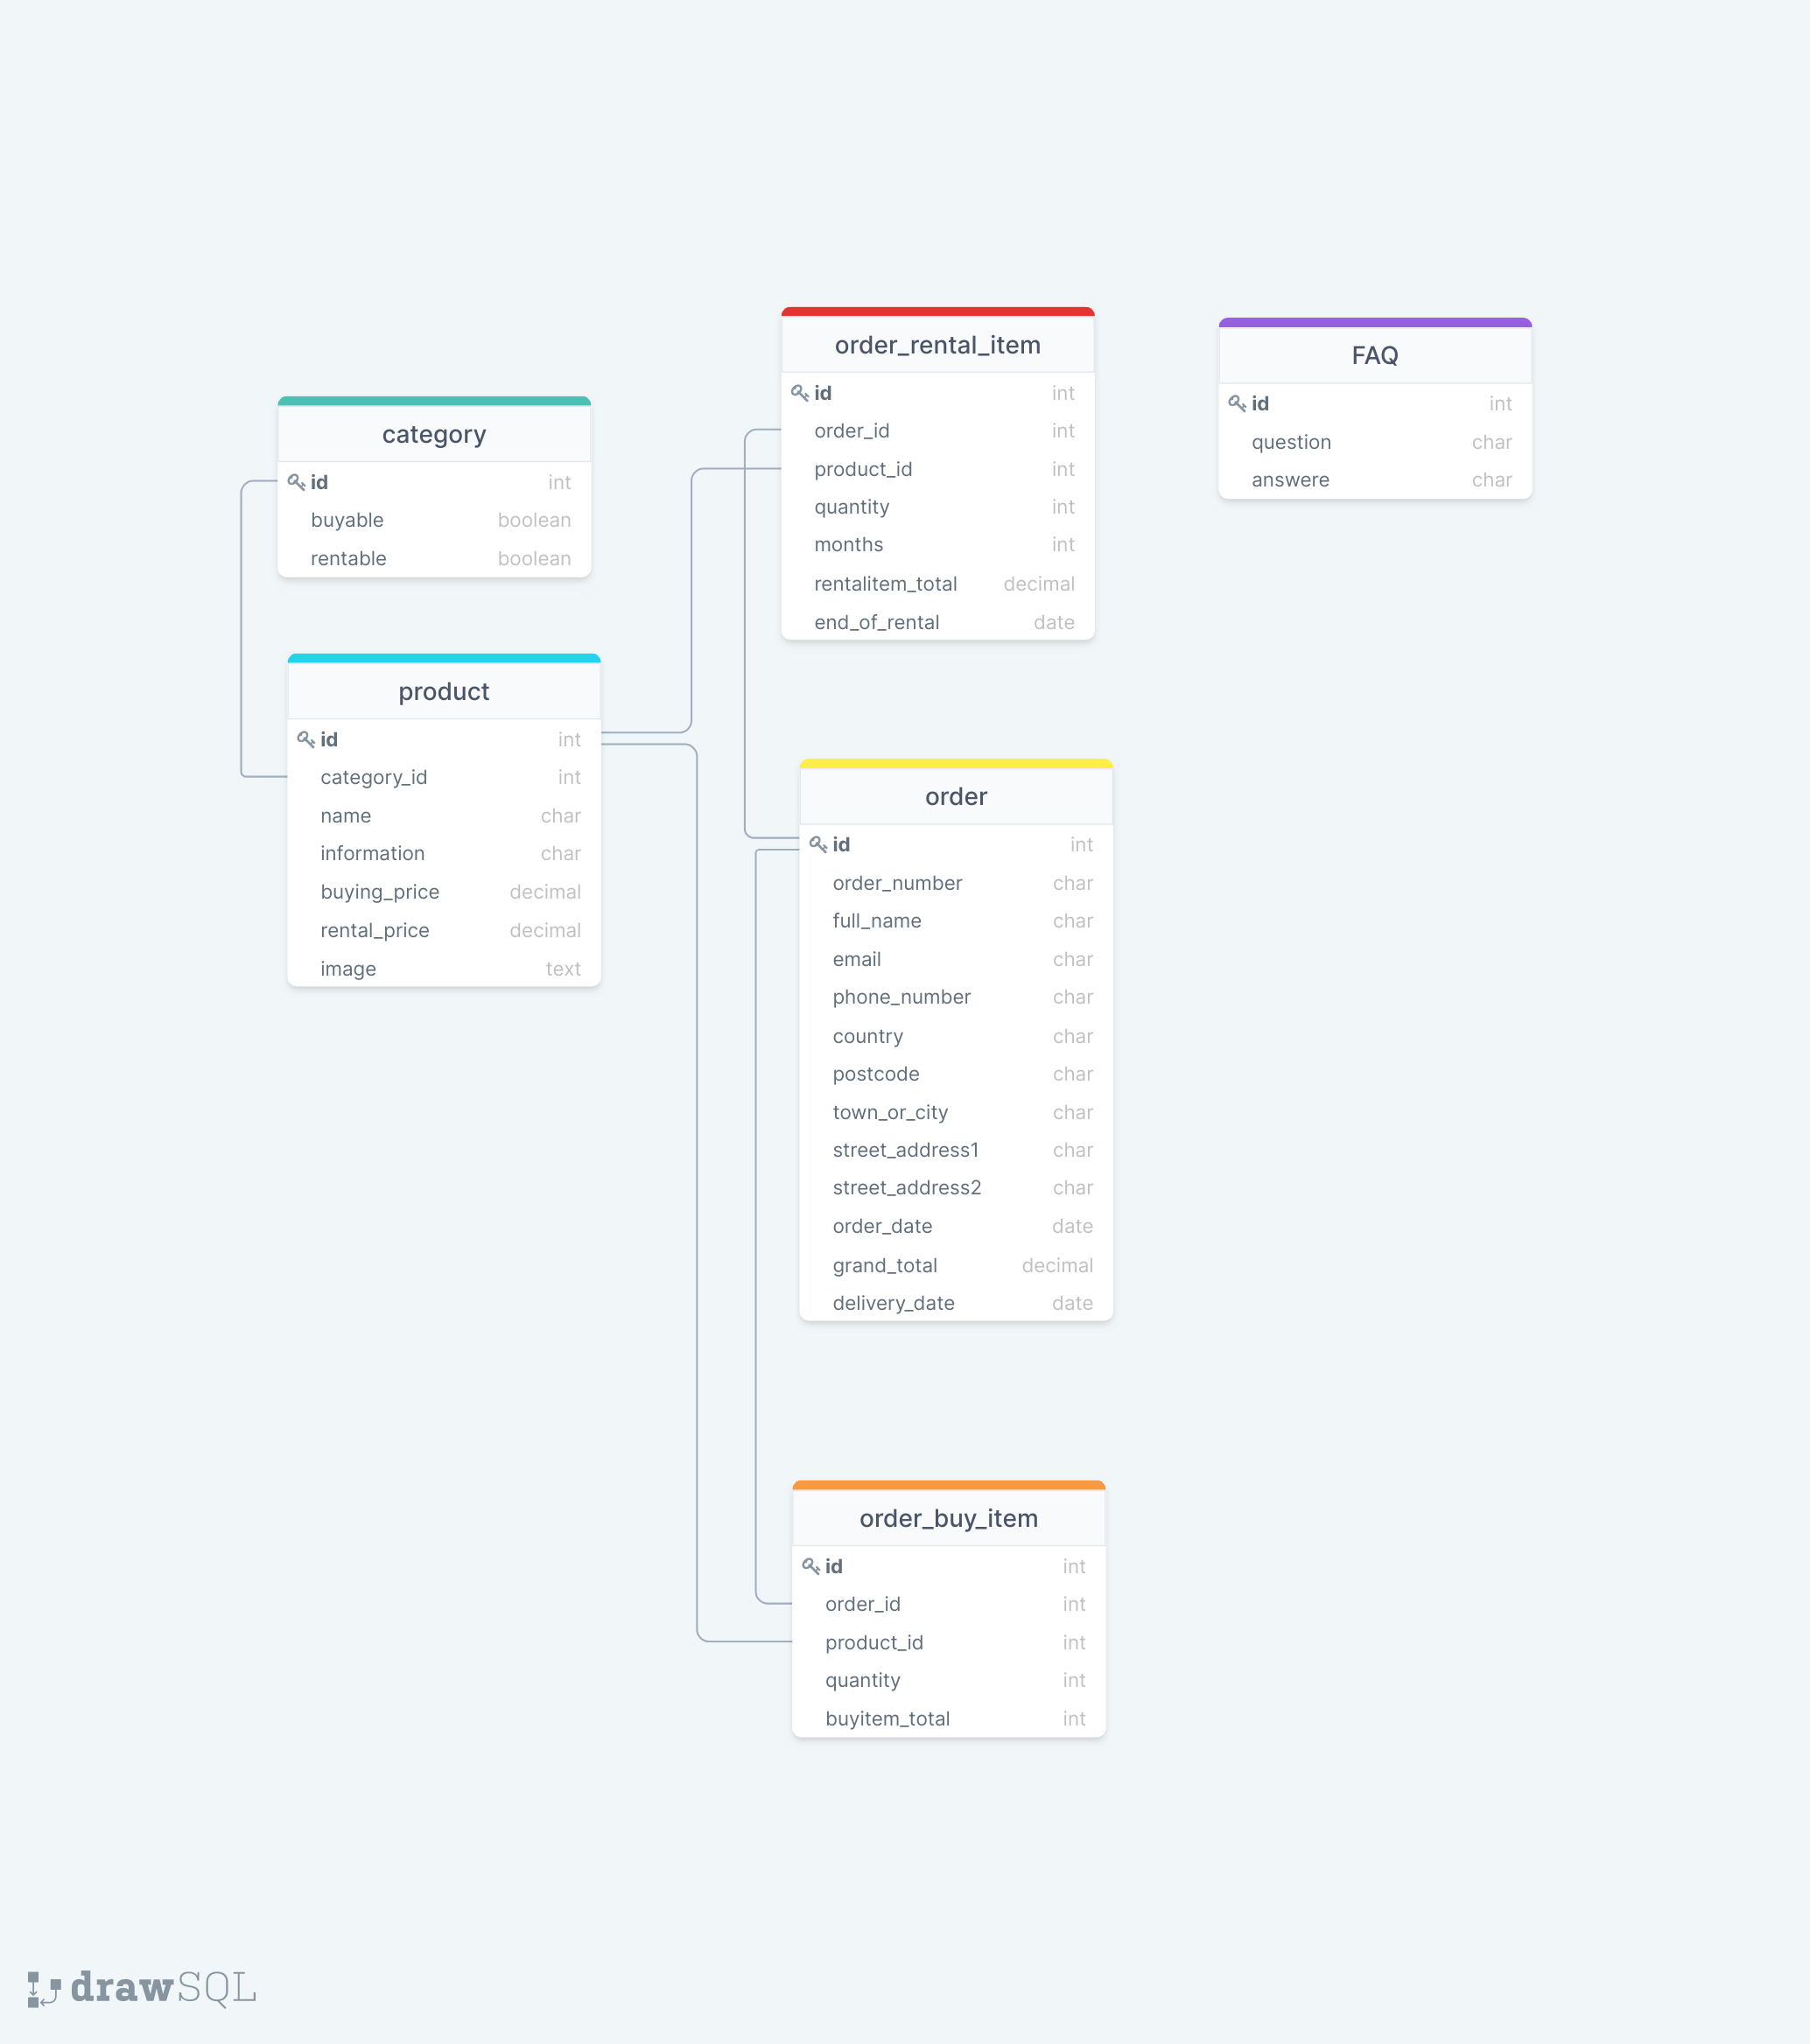 category
id int
buyable boolean
rentable boolean
product
id int
category_id int
name char
information char
buying_price decimal
rental_price decimal
image text
order_rental_item
id int
order_id int
product_id int
quantity int
months int
rentalitem_total decimal
end_of_rental date
order
id int
order_number char
full_name char
email char
phone_number char
country char
postcode char
town_or_city char
street_address1 char
street_address2 char
order_date date
grand_total decimal
delivery_date date
order_buy_item
id int
order_id int
product_id int
quantity int
buyitem_total int
FAQ
id int
question char
answere char
drawSQL